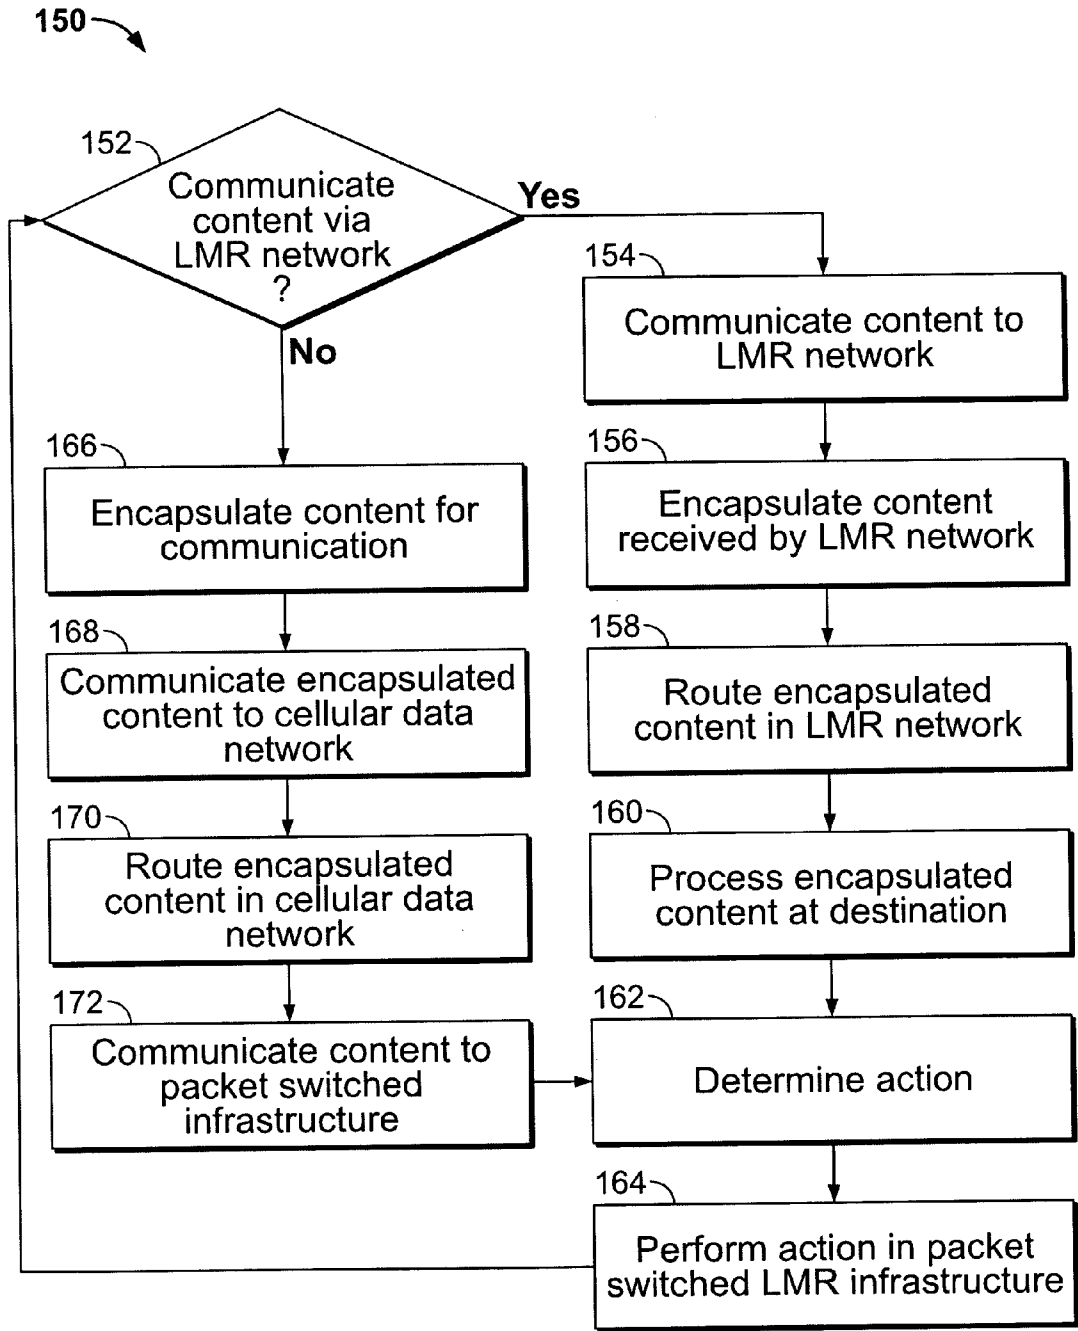 150
152
Communicate
content via
LMR network
?
Yes
No
154
Communicate content to
LMR network
156
Encapsulate content
received by LMR network
158
Route encapsulated
content in LMR network
160
Process encapsulated
content at destination
162
Determine action
164
Perform action in packet
switched LMR infrastructure
166
Encapsulate content for
communication
168
Communicate encapsulated
content to cellular data
network
170
Route encapsulated
content in cellular data
network
172
Communicate content to
packet switched
infrastructure